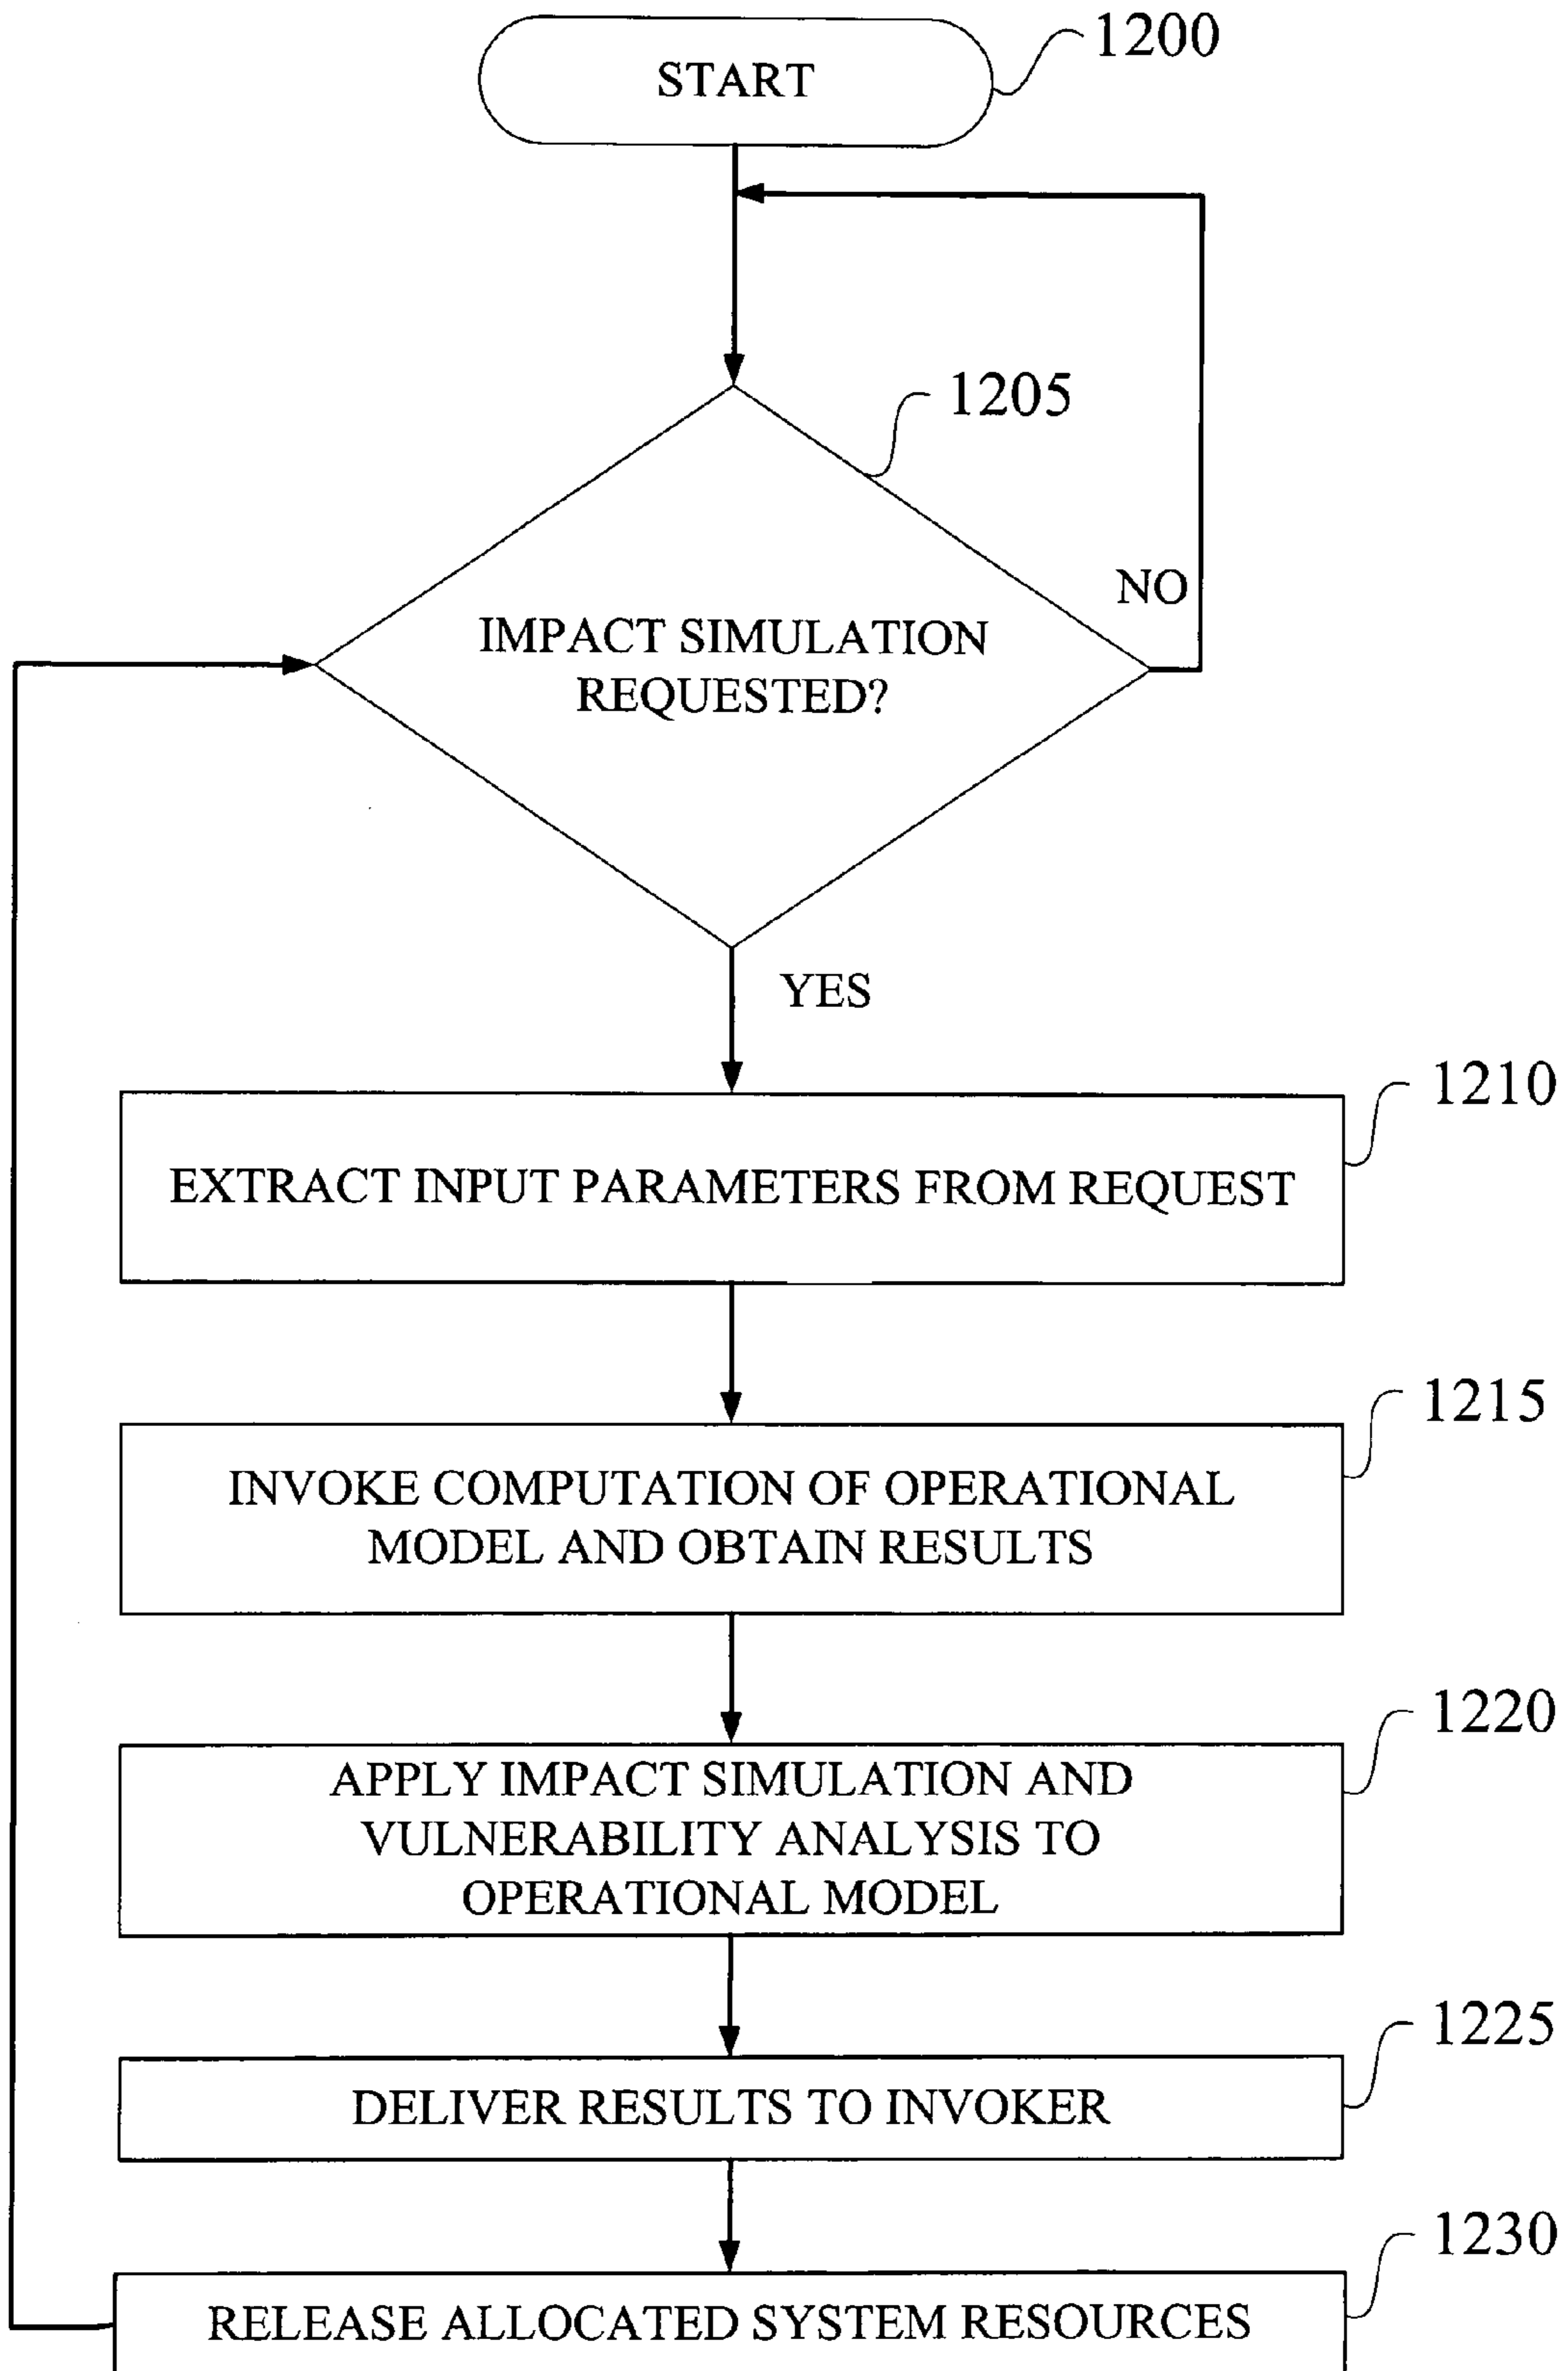 START
1200
1205
NO
IMPACT SIMULATION
REQUESTED?
YES
1210
EXTRACT INPUT PARAMETERS FROM REQUEST
1215
INVOKE COMPUTATION OF OPERATIONAL
MODEL AND OBTAIN RESULTS
1220
APPLY IMPACT SIMULATION AND
VULNERABILITY ANALYSIS TO
OPERATIONAL MODEL
1225
DELIVER RESULTS TO INVOKER
1230
RELEASE ALLOCATED SYSTEM RESOURCES